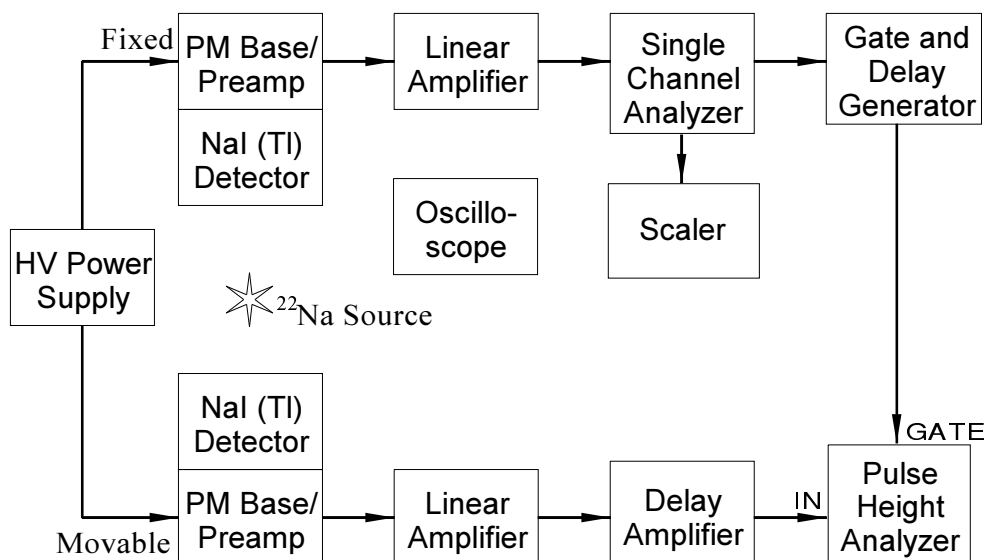 Fixed
PM Base/
Preamp
NaI (Tl)
Detector
Linear
Amplifier
Single
Channel
Analyzer
Gate and
Delay
Generator
Oscillo-
scope
Scaler
HV Power
Supply
22Na Source
NaI (Tl)
Detector
PM Base/
Preamp
Movable
Linear
Amplifier
Delay
Amplifier
IN
GATE
Pulse
Height
Analyzer